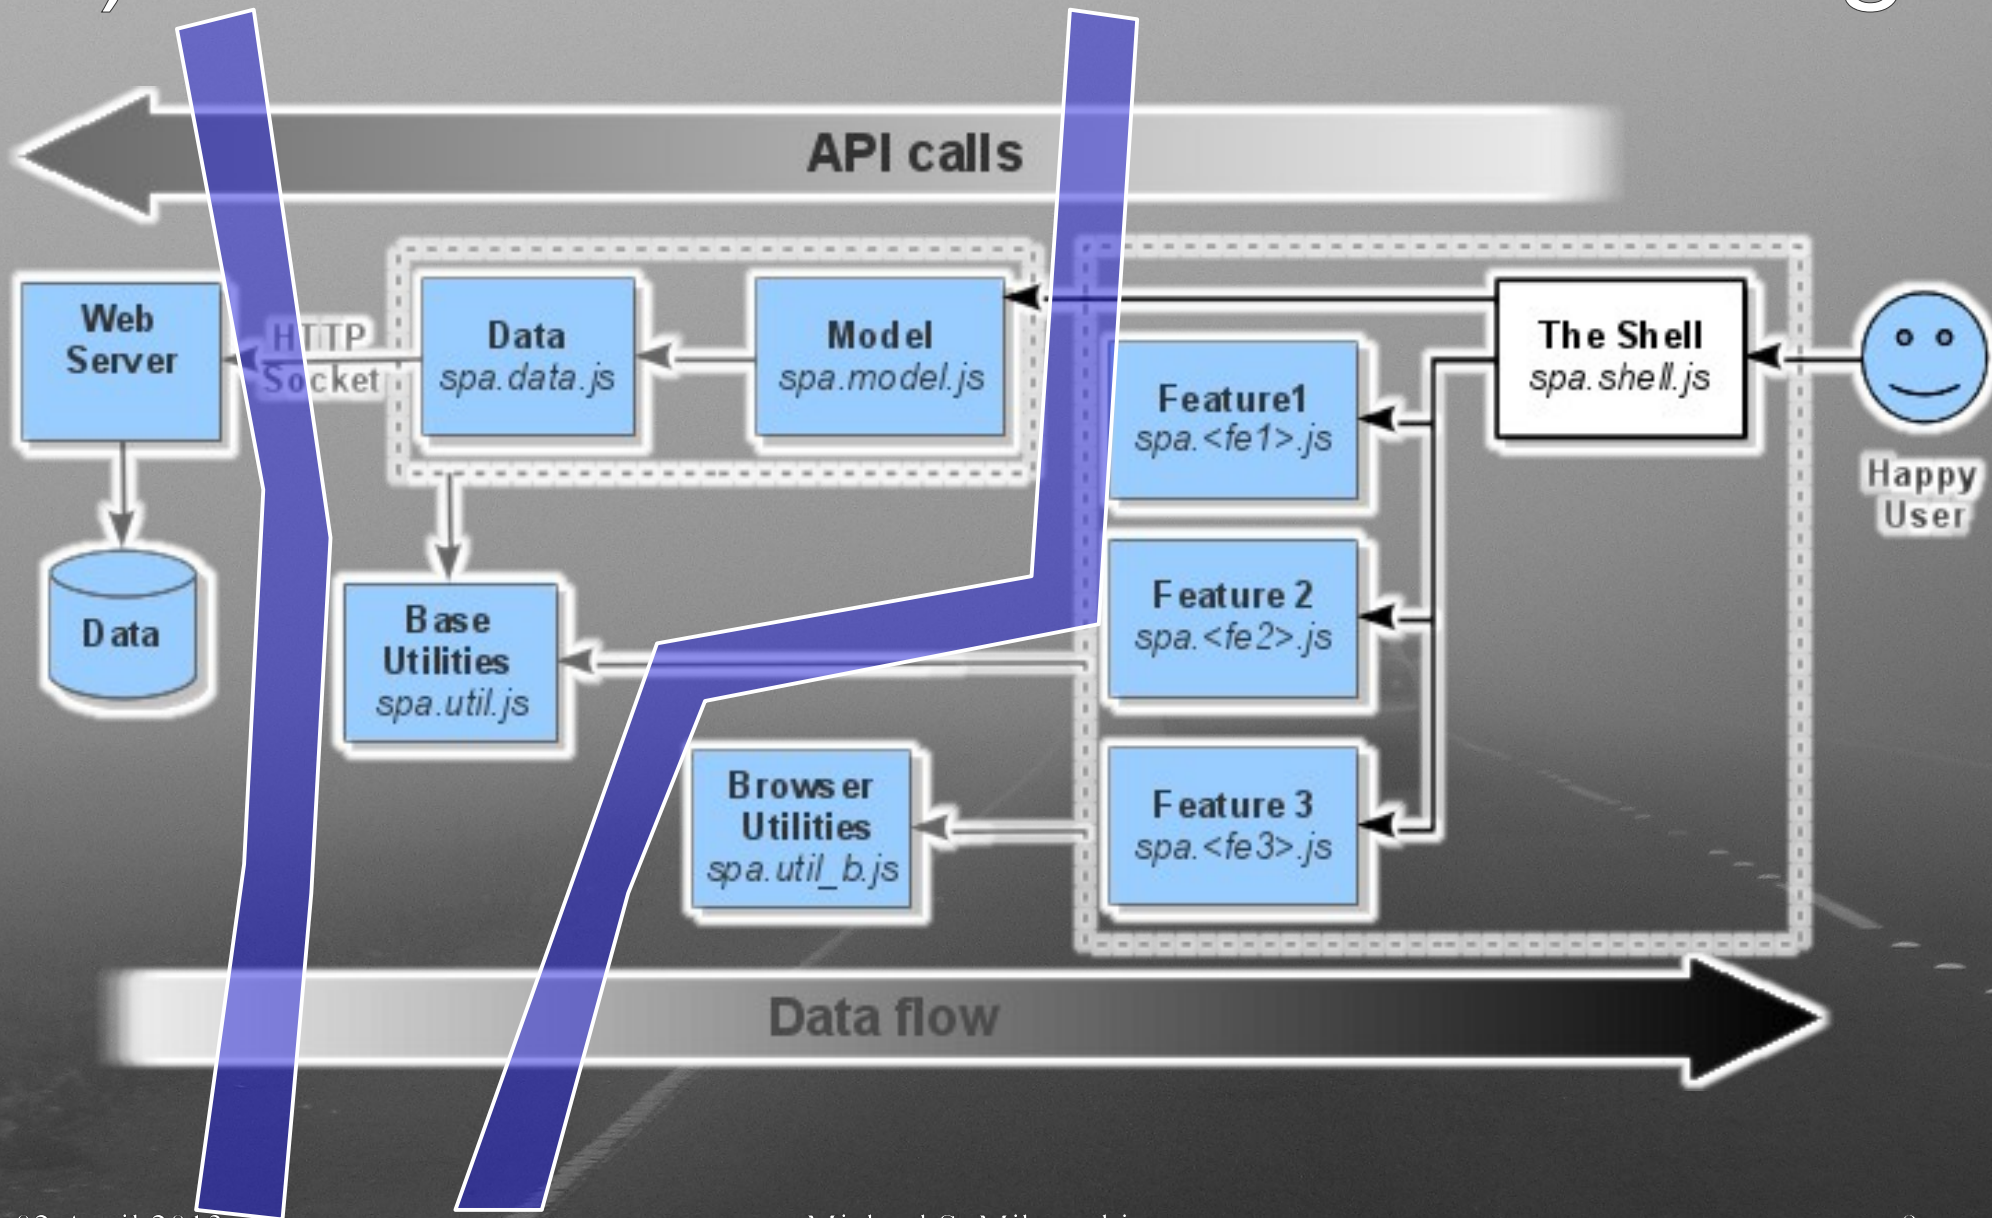 API calls
Web
Server
HTTP
Socket
Data
spa.data.js
Model
spa.model.js
The Shell
spa.shell.js
Feature1
spa.<fe1>.js
Happy
User
Data
Base
Utilities
spa.util.js
Feature 2
spa.<fe2>.js
Browser
Utilities
spa.util_b.js
Feature 3
spa.<fe3>.js
Data flow